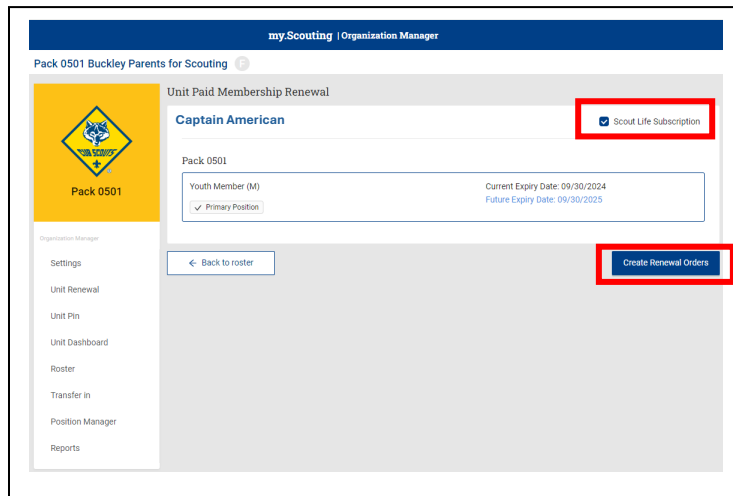 my.Scouting | Organization Manager
Pack 0501 Buckley Parents for Scouting F
Unit Paid Membership Renewal
Captain American
Scout Life Subscription
CUB SCOUTS
Pack 0501
Pack 0501
Youth Member (M)
Primary Position
Current Expiry Date: 09/30/2024
Future Expiry Date: 09/30/2025
Organization Manager
Settings
Unit Renewal
Unit Pin
Unit Dashboard
Roster
Transfer in
Position Manager
Reports
← Back to roster
Create Renewal Orders